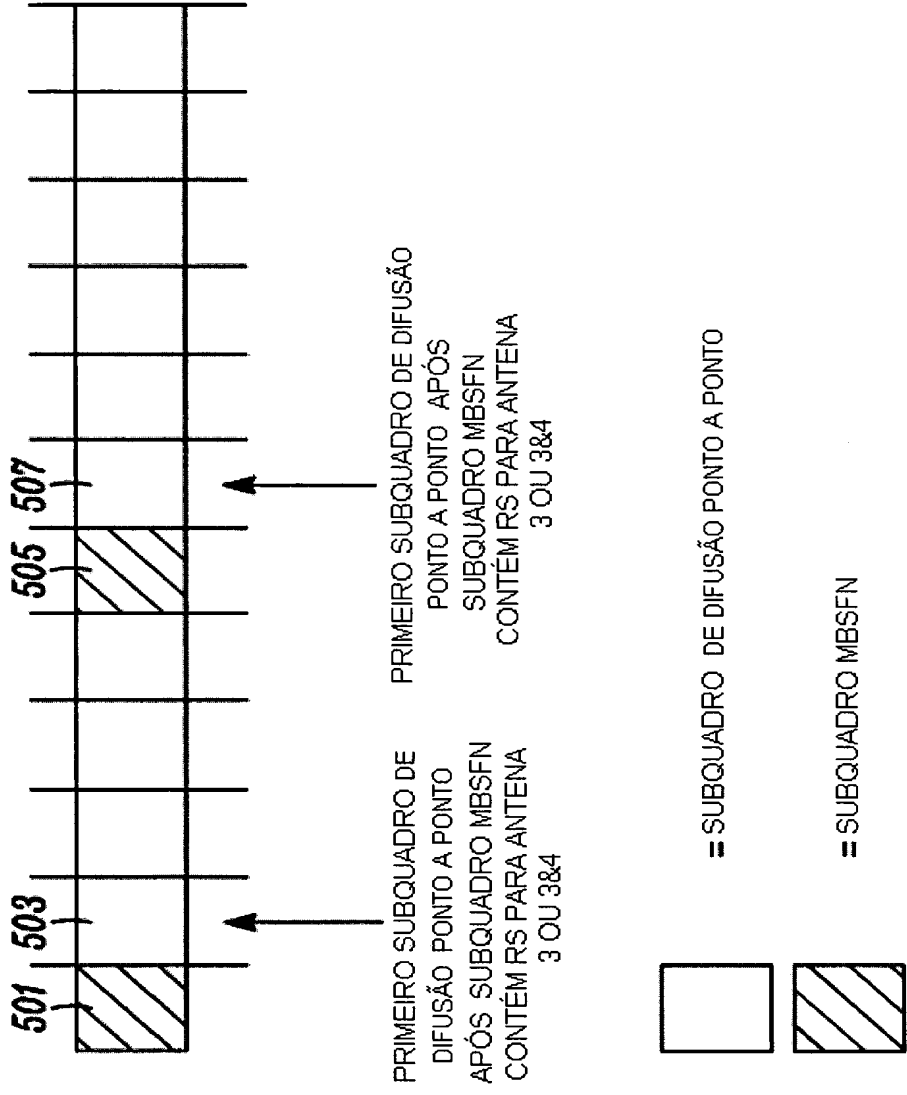 501 503 505 507
PRIMEIRO SUBQUADRO DE
DIFUSÃO PONTO A PONTO
APÓS SUBQUADRO MBSFN
CONTÉM RS PARA ANTENA
3 OU 3&4
PRIMEIRO SUBQUADRO DE DIFUSÃO
PONTO A PONTO APÓS
SUBQUADRO MBSFN
CONTÉM RS PARA ANTENA
3 OU 3&4
= SUBQUADRO DE DIFUSÃO PONTO A PONTO
= SUBQUADRO MBSFN